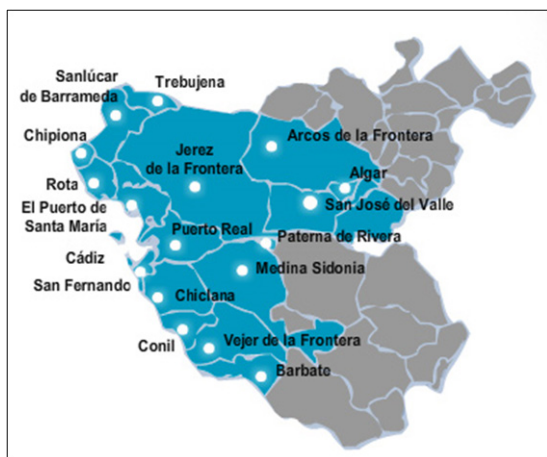 Sanlúcar
de Barrameda
Trebujena
Chipiona
Arcos de la Frontera
Jerez
de la Frontera
Algar
Rota
San José del Valle
El Puerto de
Santa María
Puerto Real
Paterna de Rivera
Cádiz
Medina Sidonia
San Fernando
Chiclana
Conil
Vejer de la Frontera
Barbate